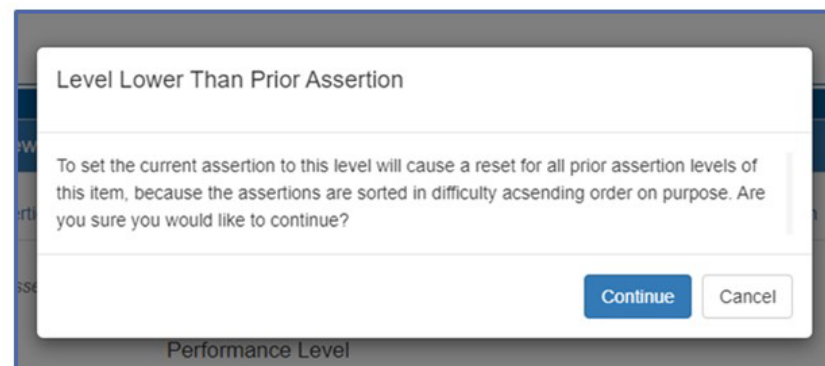 Level Lower Than Prior Assertion
To set the current assertion to this level will cause a reset for all prior assertion levels of
this item, because the assertions are sorted in difficulty acsending order on purpose. Are
you sure you would like to continue?
Continue Cancel
Performance Level